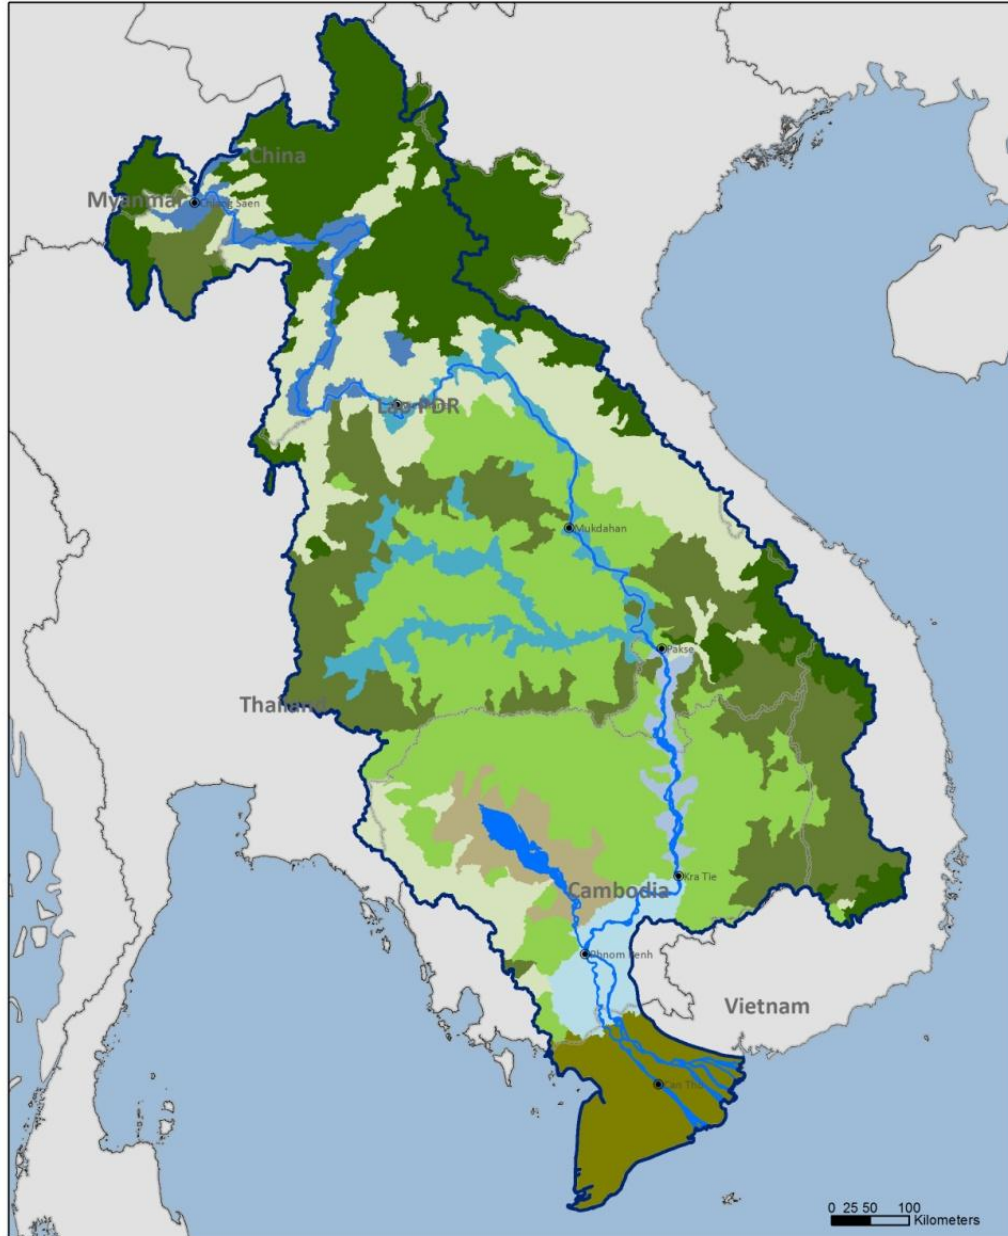 China
Myanmar
Chiang Saen
Lao PDR
Mukdahan
Pakse
Thailand
Kra Tie
Cambodia
Phnom Penh
Vietnam
Can Tho
0 25 50 100
Kilometers